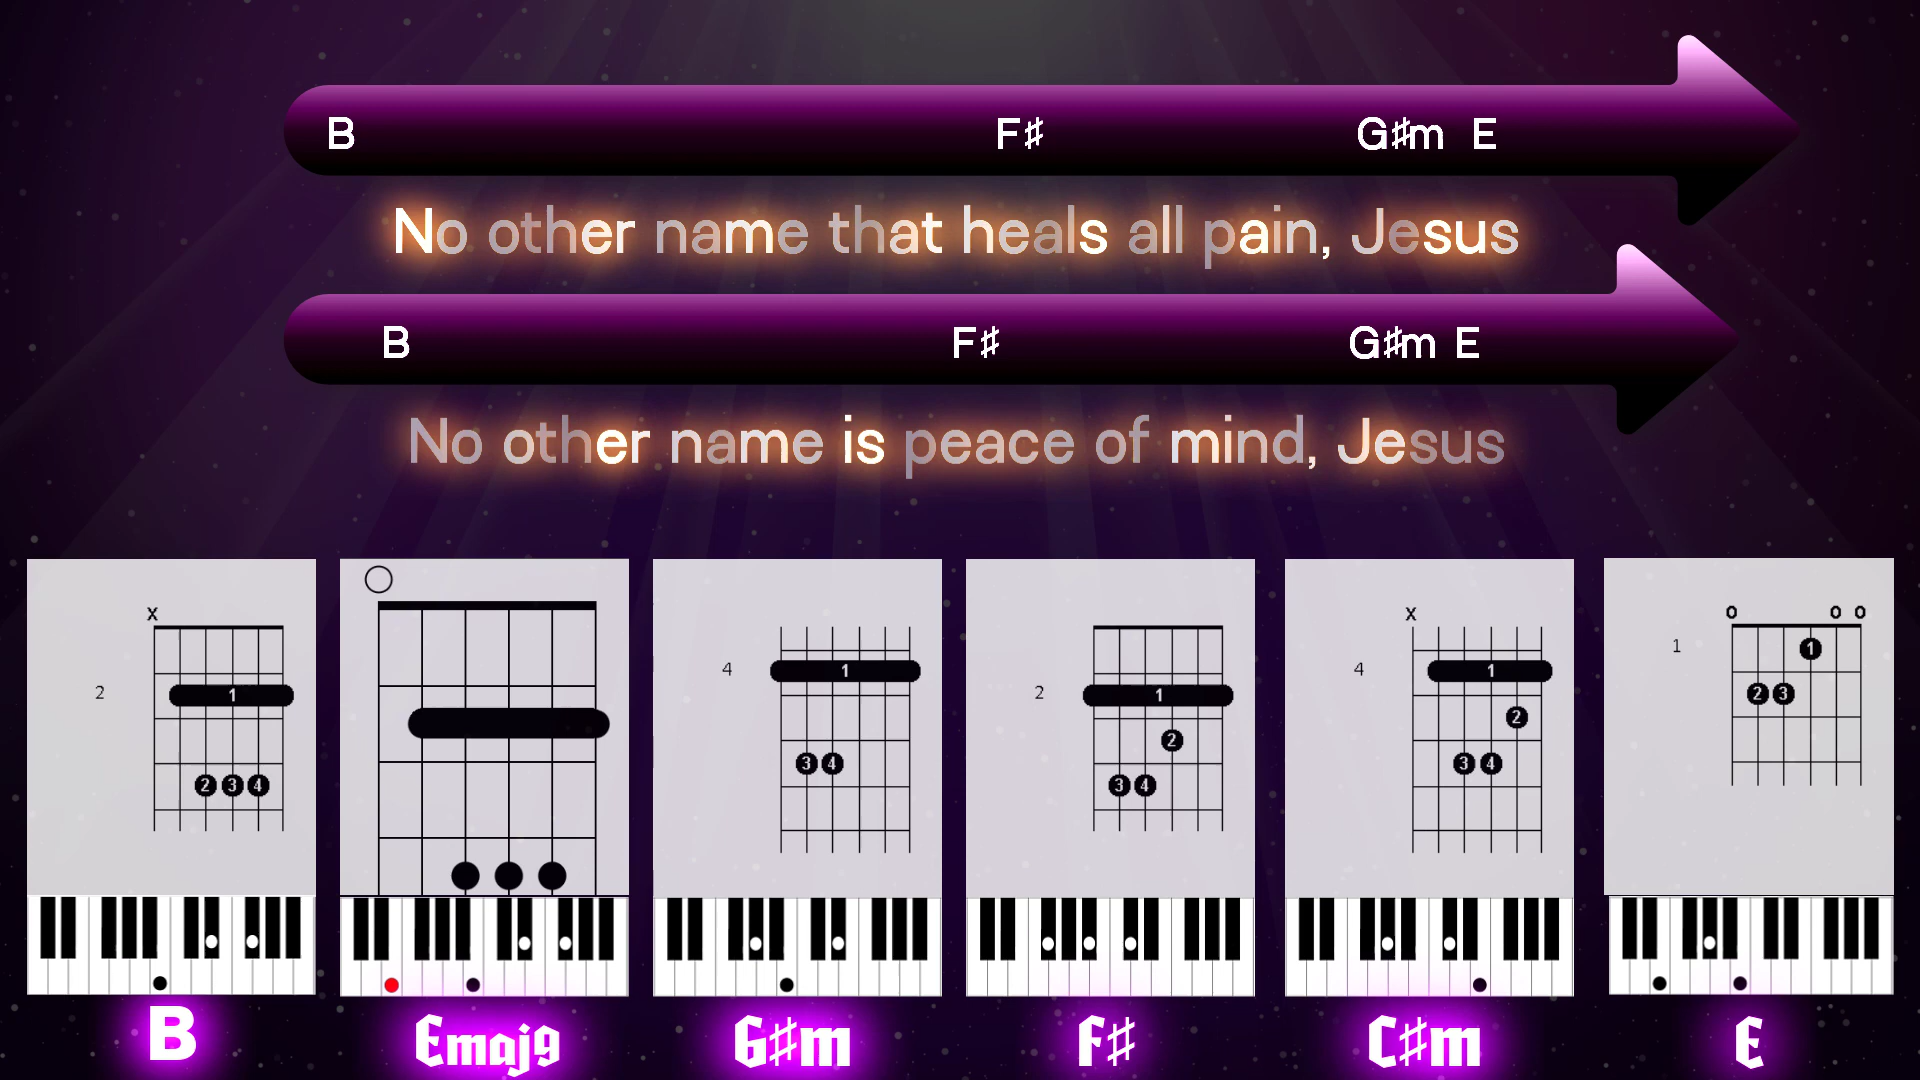 B F♯ G♯m E
No other name that heals all pain, Jesus
B F♯ G♯m E
No other name is peace of mind, Jesus
x
2
1
2 3 4
4
1
3 4
2
1
2
3 4
x
4
1
2
3 4
o o o
1
1
2 3
B Emaj9 G♯m F♯ C♯m E